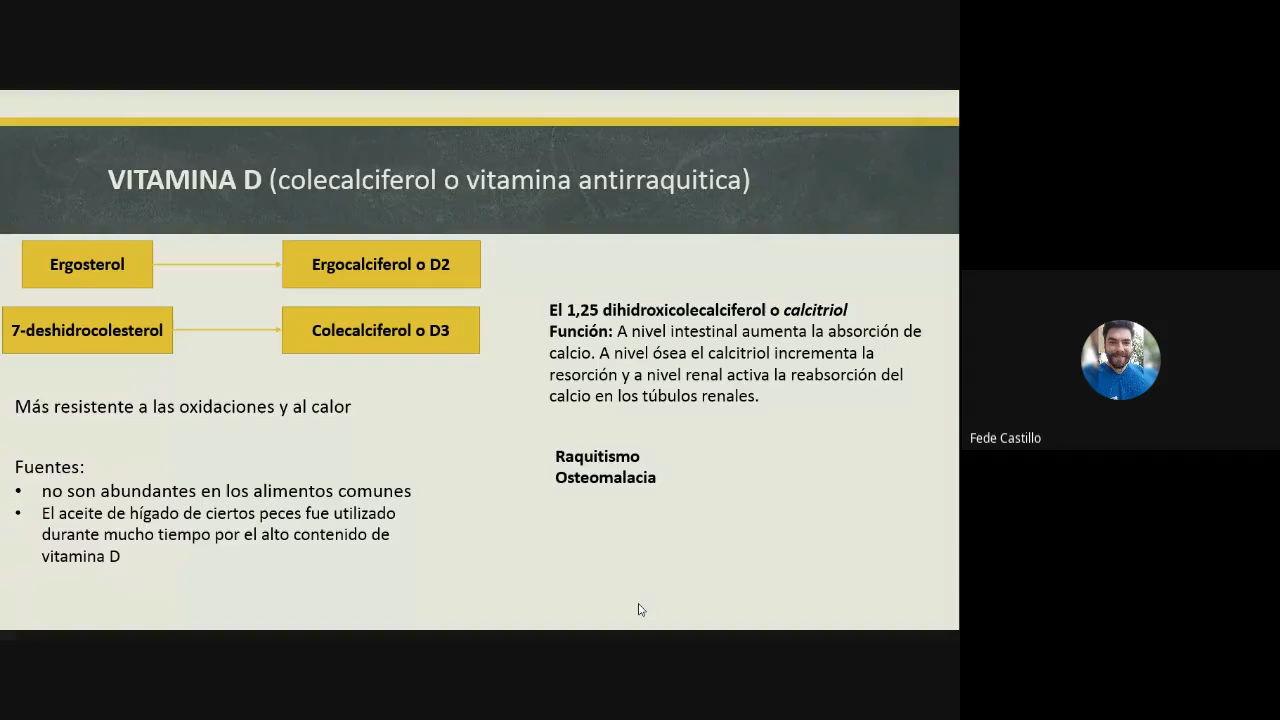 VITAMINA D (colecalciferol o vitamina antirraquitica)
Ergosterol
Ergocalciferol o D2
7-deshidrocolesterol
Colecalciferol o D3
Más resistente a las oxidaciones y al calor
Fuentes:
• no son abundantes en los alimentos comunes
• El aceite de hígado de ciertos peces fue utilizado
durante mucho tiempo por el alto contenido de
vitamina D
El 1,25 dihidroxicolecalciferol o calcitriol
Función: A nivel intestinal aumenta la absorción de
calcio. A nivel ósea el calcitriol incrementa la
resorción y a nivel renal activa la reabsorción del
calcio en los túbulos renales.
Raquitismo
Osteomalacia
Fede Castillo